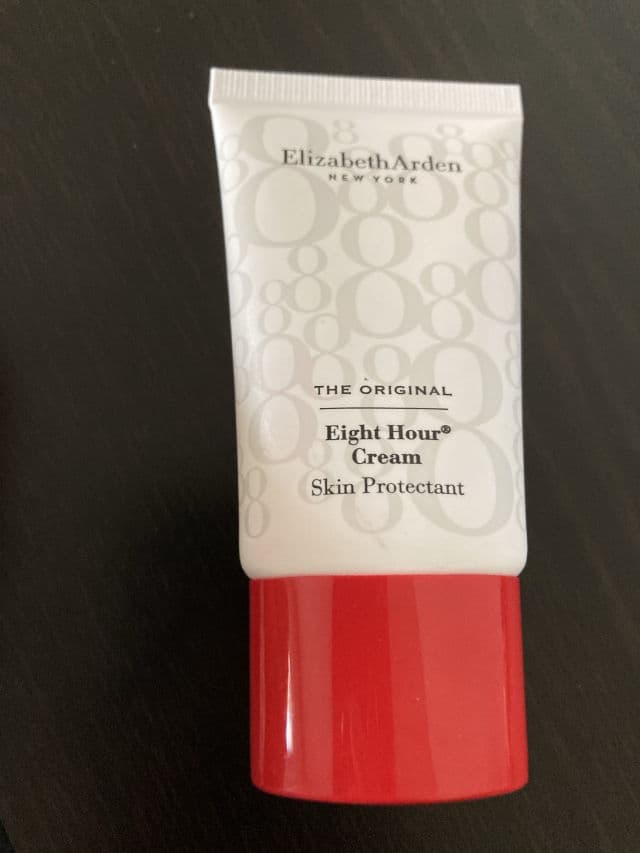 ElizabethArden
NEW YORK
THE ORIGINAL
Eight Hour®
Cream
Skin Protectant